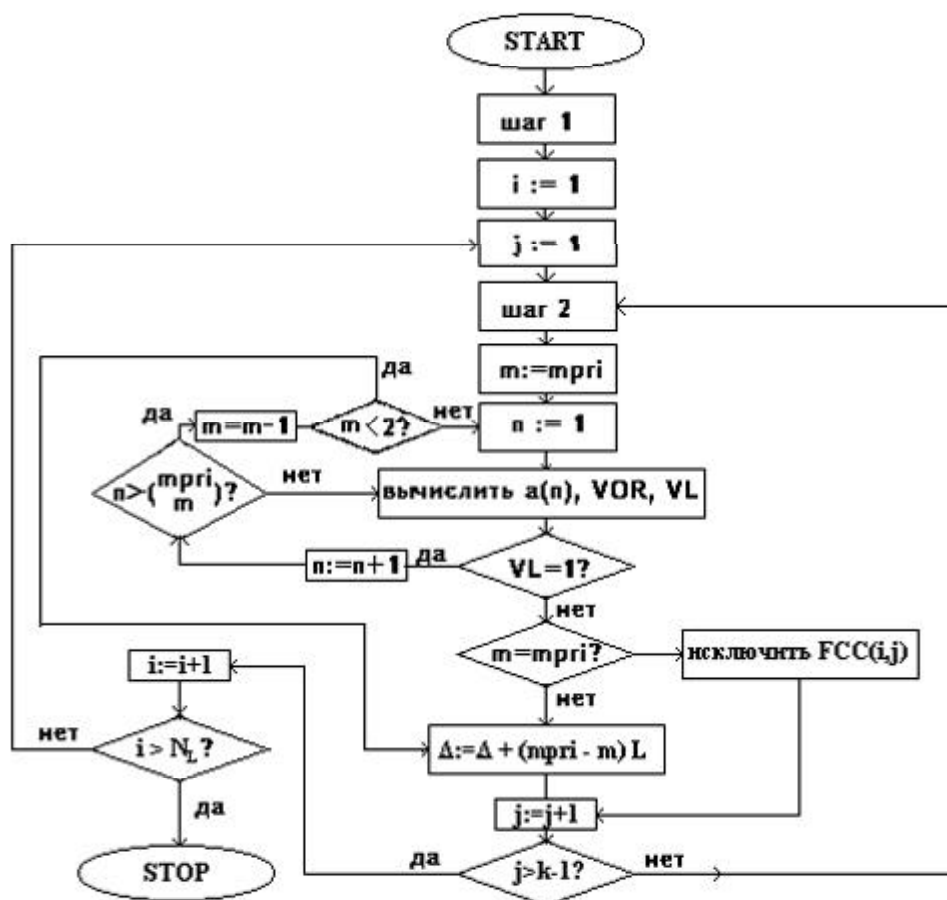 START
шаг 1
i := 1
j := 1
шаг 2
m:=mpri
да
да
m=m-1
m<2?
нет
n := 1
n>(mpri
m)?
нет
вычислить a(n), VOR, VL
n:=n+1
да
VL=1?
нет
m=mpri?
исключить FCC(i,j)
нет
i:=i+1
нет
i > N_L ?
Δ:=Δ + (mpri - m) L
да
j:=j+1
STOP
да
j>k-1?
нет